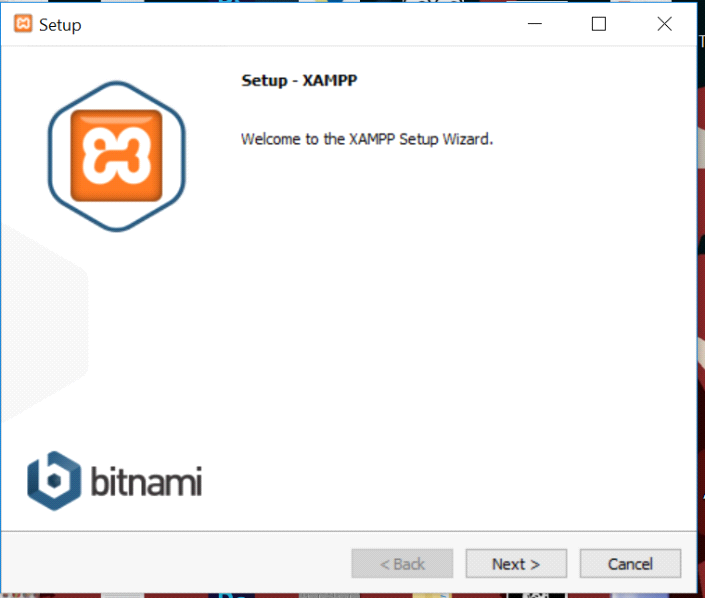 Setup
Setup - XAMPP
Welcome to the XAMPP Setup Wizard.
bitnami
< Back
Next >
Cancel